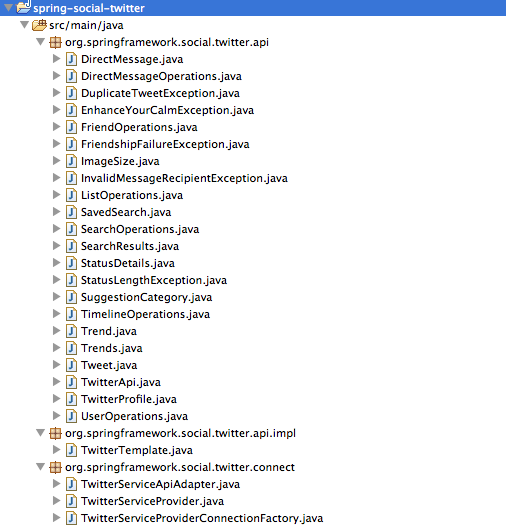 spring-social-twitter
src/main/java
org.springframework.social.twitter.api
DirectMessage.java
DirectMessageOperations.java
DuplicateTweetException.java
EnhanceYourCalmException.java
FriendOperations.java
FriendshipFailureException.java
ImageSize.java
InvalidMessageRecipientException.java
ListOperations.java
SavedSearch.java
SearchOperations.java
SearchResults.java
StatusDetails.java
StatusLengthException.java
SuggestionCategory.java
TimelineOperations.java
Trend.java
Trends.java
Tweet.java
TwitterApi.java
TwitterProfile.java
UserOperations.java
org.springframework.social.twitter.api.impl
TwitterTemplate.java
org.springframework.social.twitter.connect
TwitterServiceApiAdapter.java
TwitterServiceProvider.java
TwitterServiceProviderConnectionFactory.java